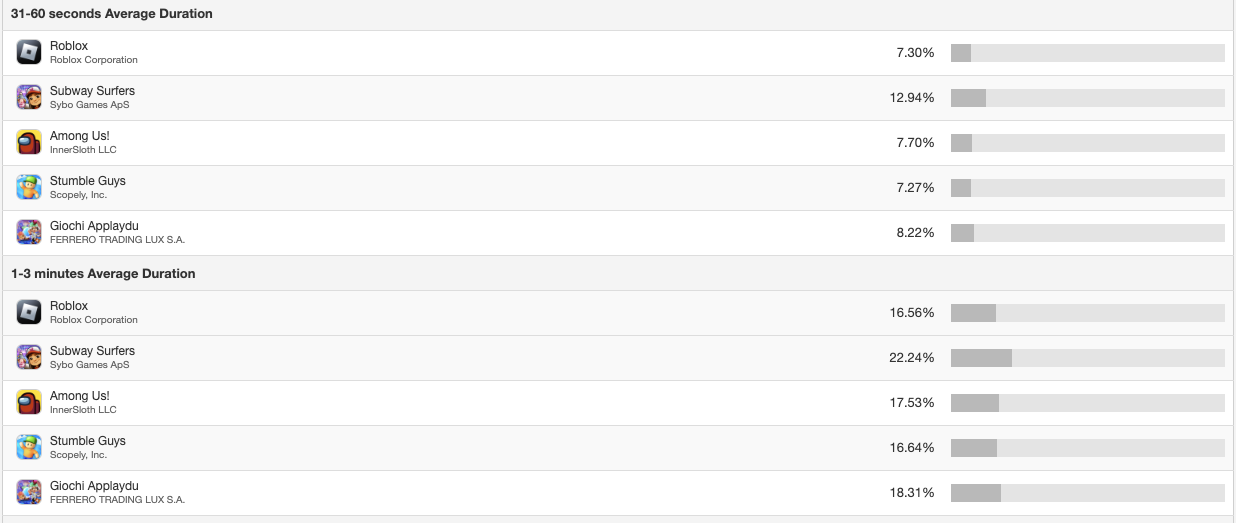 31-60 seconds Average Duration
Roblox
Roblox Corporation
7.30%
Subway Surfers
Sybo Games ApS
12.94%
Among Us!
InnerSloth LLC
7.70%
Stumble Guys
Scopely, Inc.
7.27%
Giochi Applaydu
FERRERO TRADING LUX S.A.
8.22%
1-3 minutes Average Duration
Roblox
Roblox Corporation
16.56%
Subway Surfers
Sybo Games ApS
22.24%
Among Us!
InnerSloth LLC
17.53%
Stumble Guys
Scopely, Inc.
16.64%
Giochi Applaydu
FERRERO TRADING LUX S.A.
18.31%